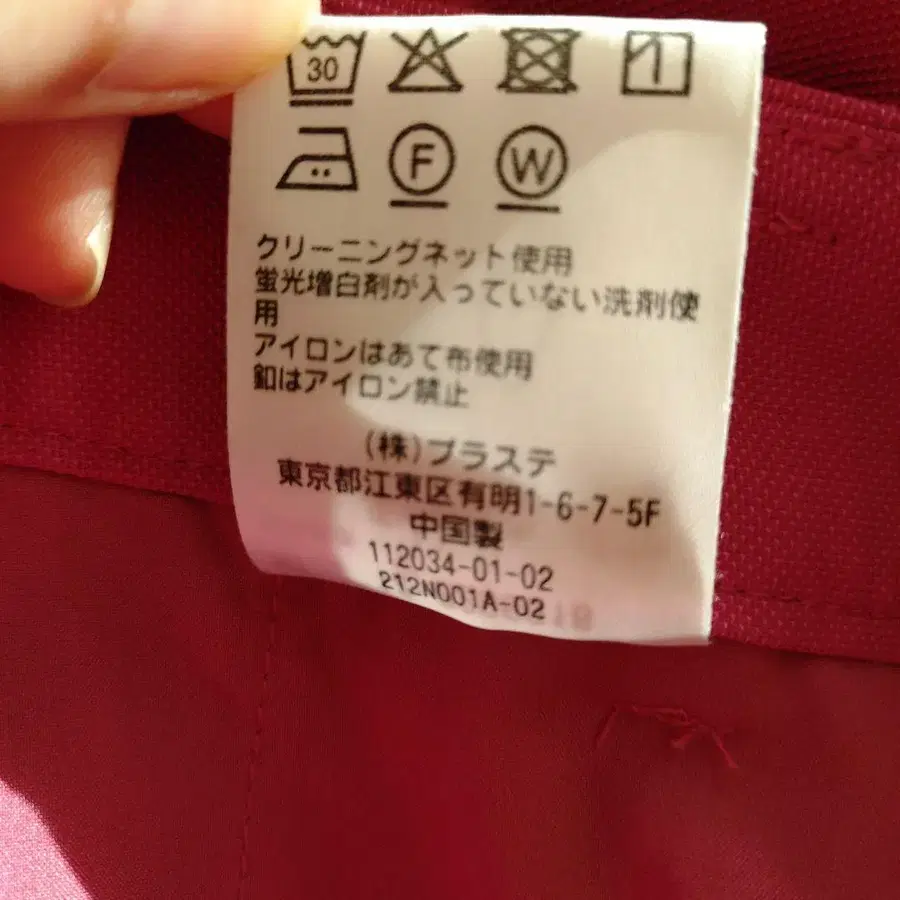 30
F W
クリーニングネット使用
蛍光増白剤が入っていない洗剤使
用
アイロンはあて布使用
釦はアイロン禁止
(株)プラステ
東京都江東区有明1-6-7-5F
中国製
112034-01-02
212N001A-02